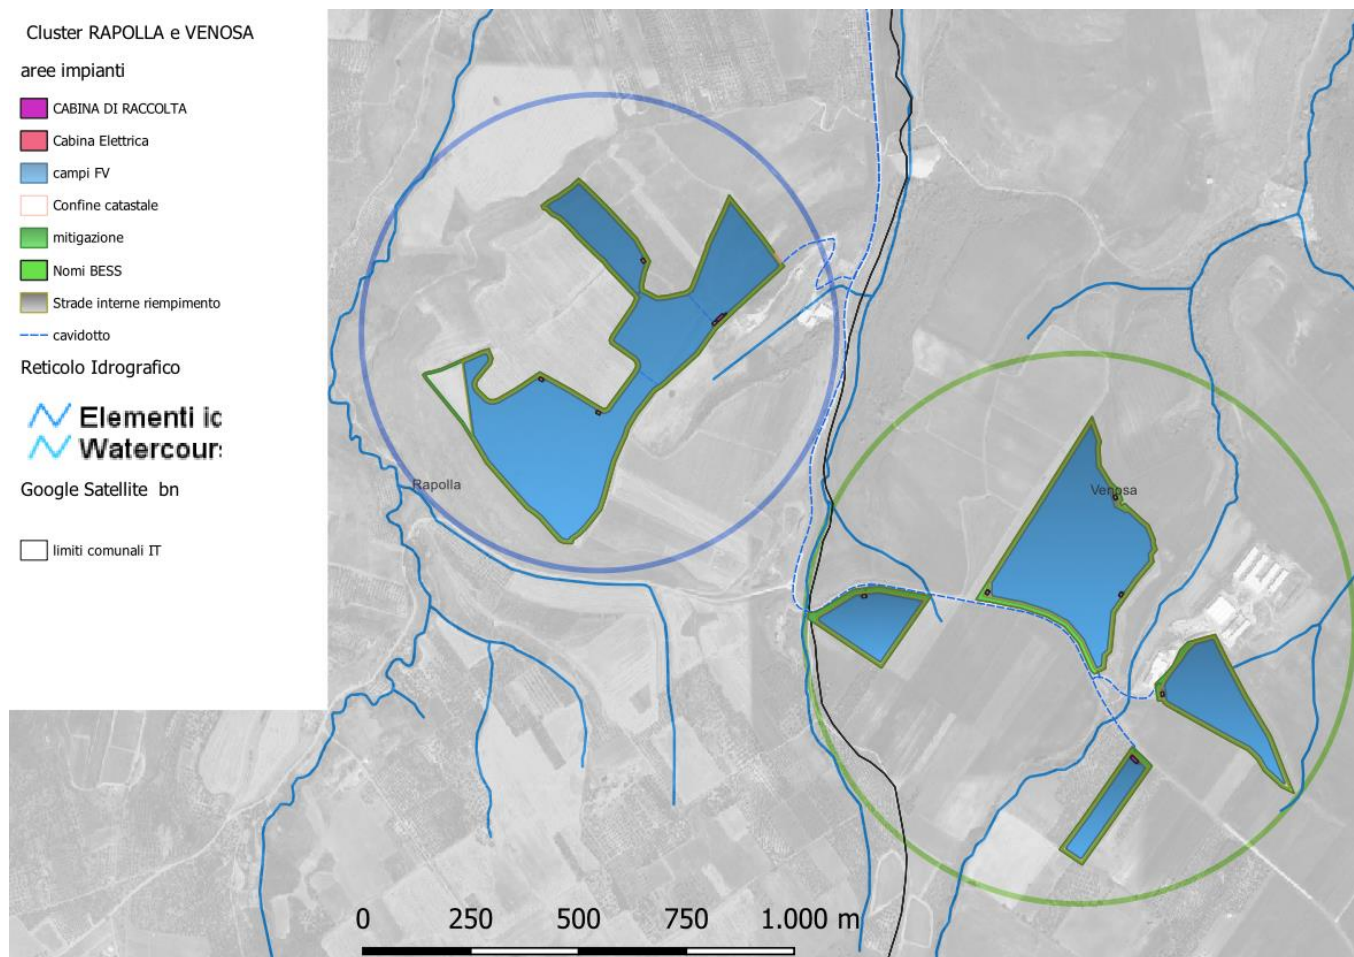 Cluster RAPOLLA e VENOSA
aree impianti
CABINA DI RACCOLTA
Cabina Elettrica
campi FV
Confine catastale
mitigazione
Nomi BESS
Strade interne riempimento
cavidotto
Reticolo Idrografico
Elementi ic
Watercour
Google Satellite bn
limiti comunali IT
Rapolla
Venosa
0 250 500 750 1.000 m